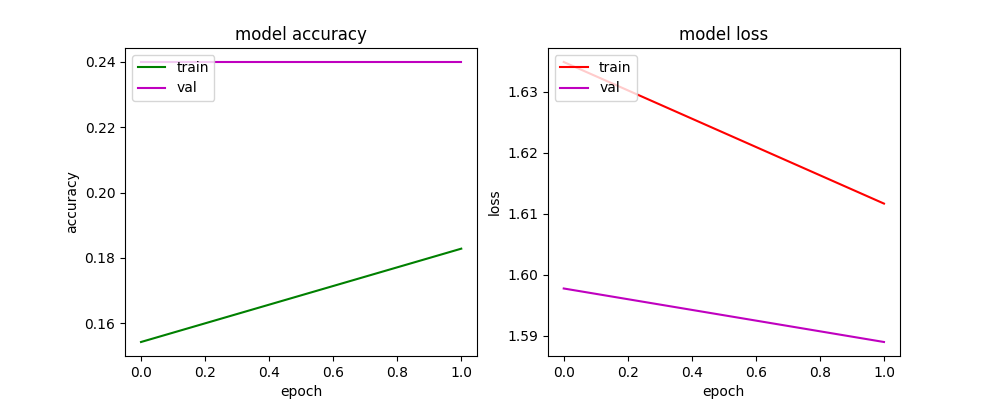 model accuracy
0.24
0.22
0.20
0.18
0.16
accuracy
train
val
0.0 0.2 0.4 0.6 0.8 1.0
epoch
model loss
1.63
1.62
1.61
1.60
1.59
loss
train
val
0.0 0.2 0.4 0.6 0.8 1.0
epoch